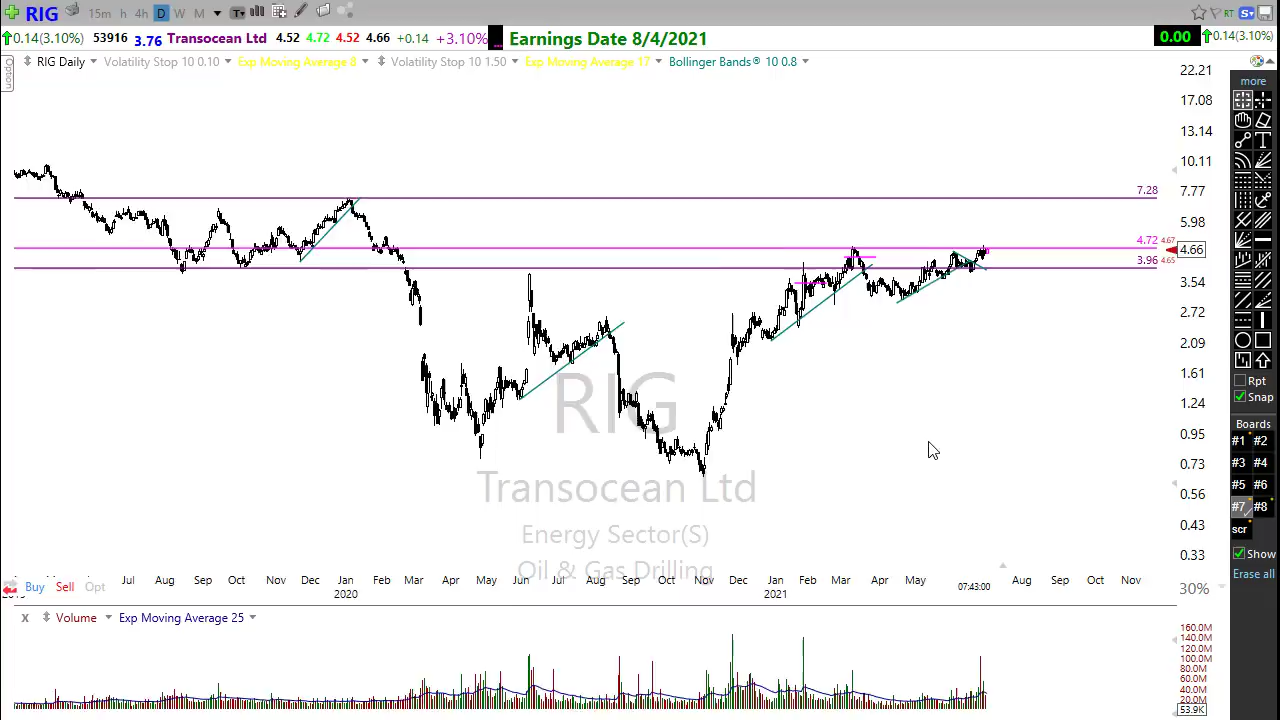 RIG 15m h 4h D W M T
0.14(3.10%) 53916 3.76 Transocean Ltd 4.52 4.72 4.52 4.66 +0.14 +3.10% Earnings Date 8/4/2021 0.00 0.14(3.10%)
RT S
Option
RIG Daily Volatility Stop 10 0.10 Exp Moving Average 8 Volatility Stop 10 1.50 Exp Moving Average 17 Bollinger Bands® 10 0.8
22.21
17.08
13.14
10.11
7.77
5.98
4.66
3.54
2.72
2.09
1.61
1.24
0.95
0.73
0.56
0.43
0.33
7.28
4.72 4.67
3.96 4.65
RIG
Transocean Ltd
Energy Sector(S)
Oil & Gas Drilling
Buy Sell Opt
Jul Aug Sep Oct Nov Dec Jan Feb Mar Apr May Jun Jul Aug Sep Oct Nov Dec Jan Feb Mar Apr May 07:43:00 Aug Sep Oct Nov
2020 2021
30%
X Volume Exp Moving Average 25
160.0M
140.0M
120.0M
100.0M
80.0M
60.0M
40.0M
53.9K
more
T
Rpt
Snap
Boards
#1 #2
#3 #4
#5 #6
#7 #8
scr
Show
Erase all